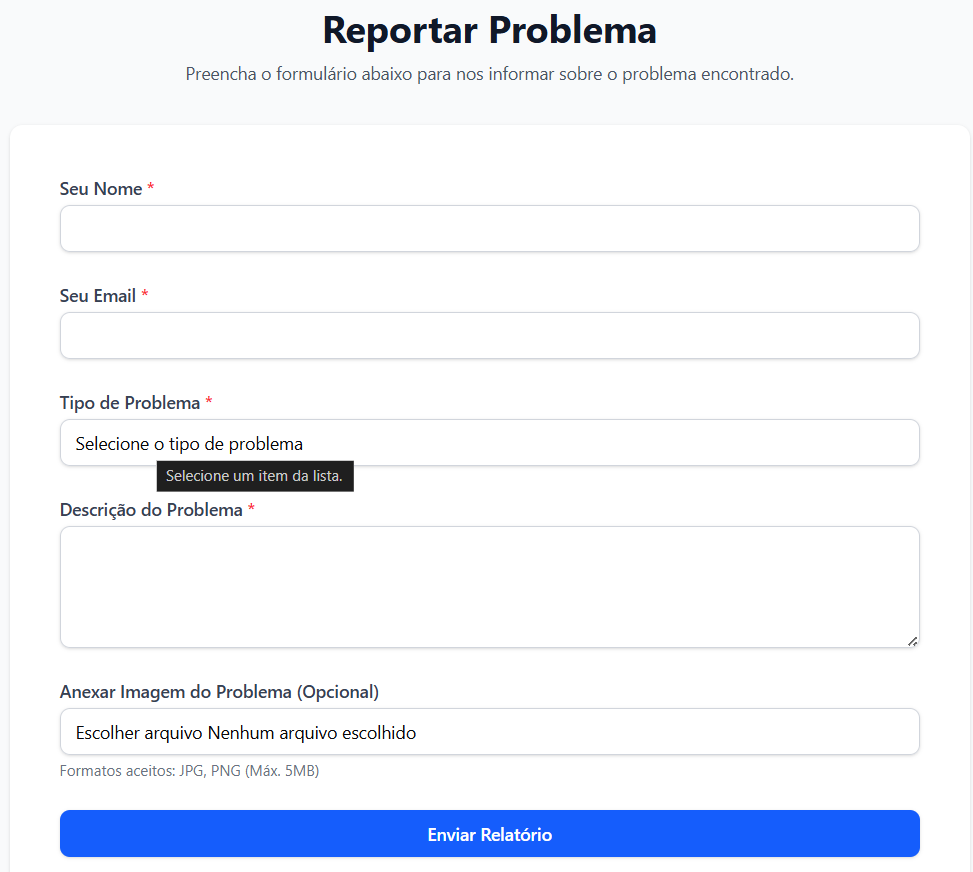 Reportar Problema
Preencha o formulário abaixo para nos informar sobre o problema encontrado.
Seu Nome *
Seu Email *
Tipo de Problema *
Selecione o tipo de problema
Selecione um item da lista.
Descrição do Problema *
Anexar Imagem do Problema (Opcional)
Escolher arquivo Nenhum arquivo escolhido
Formatos aceitos: JPG, PNG (Máx. 5MB)
Enviar Relatório